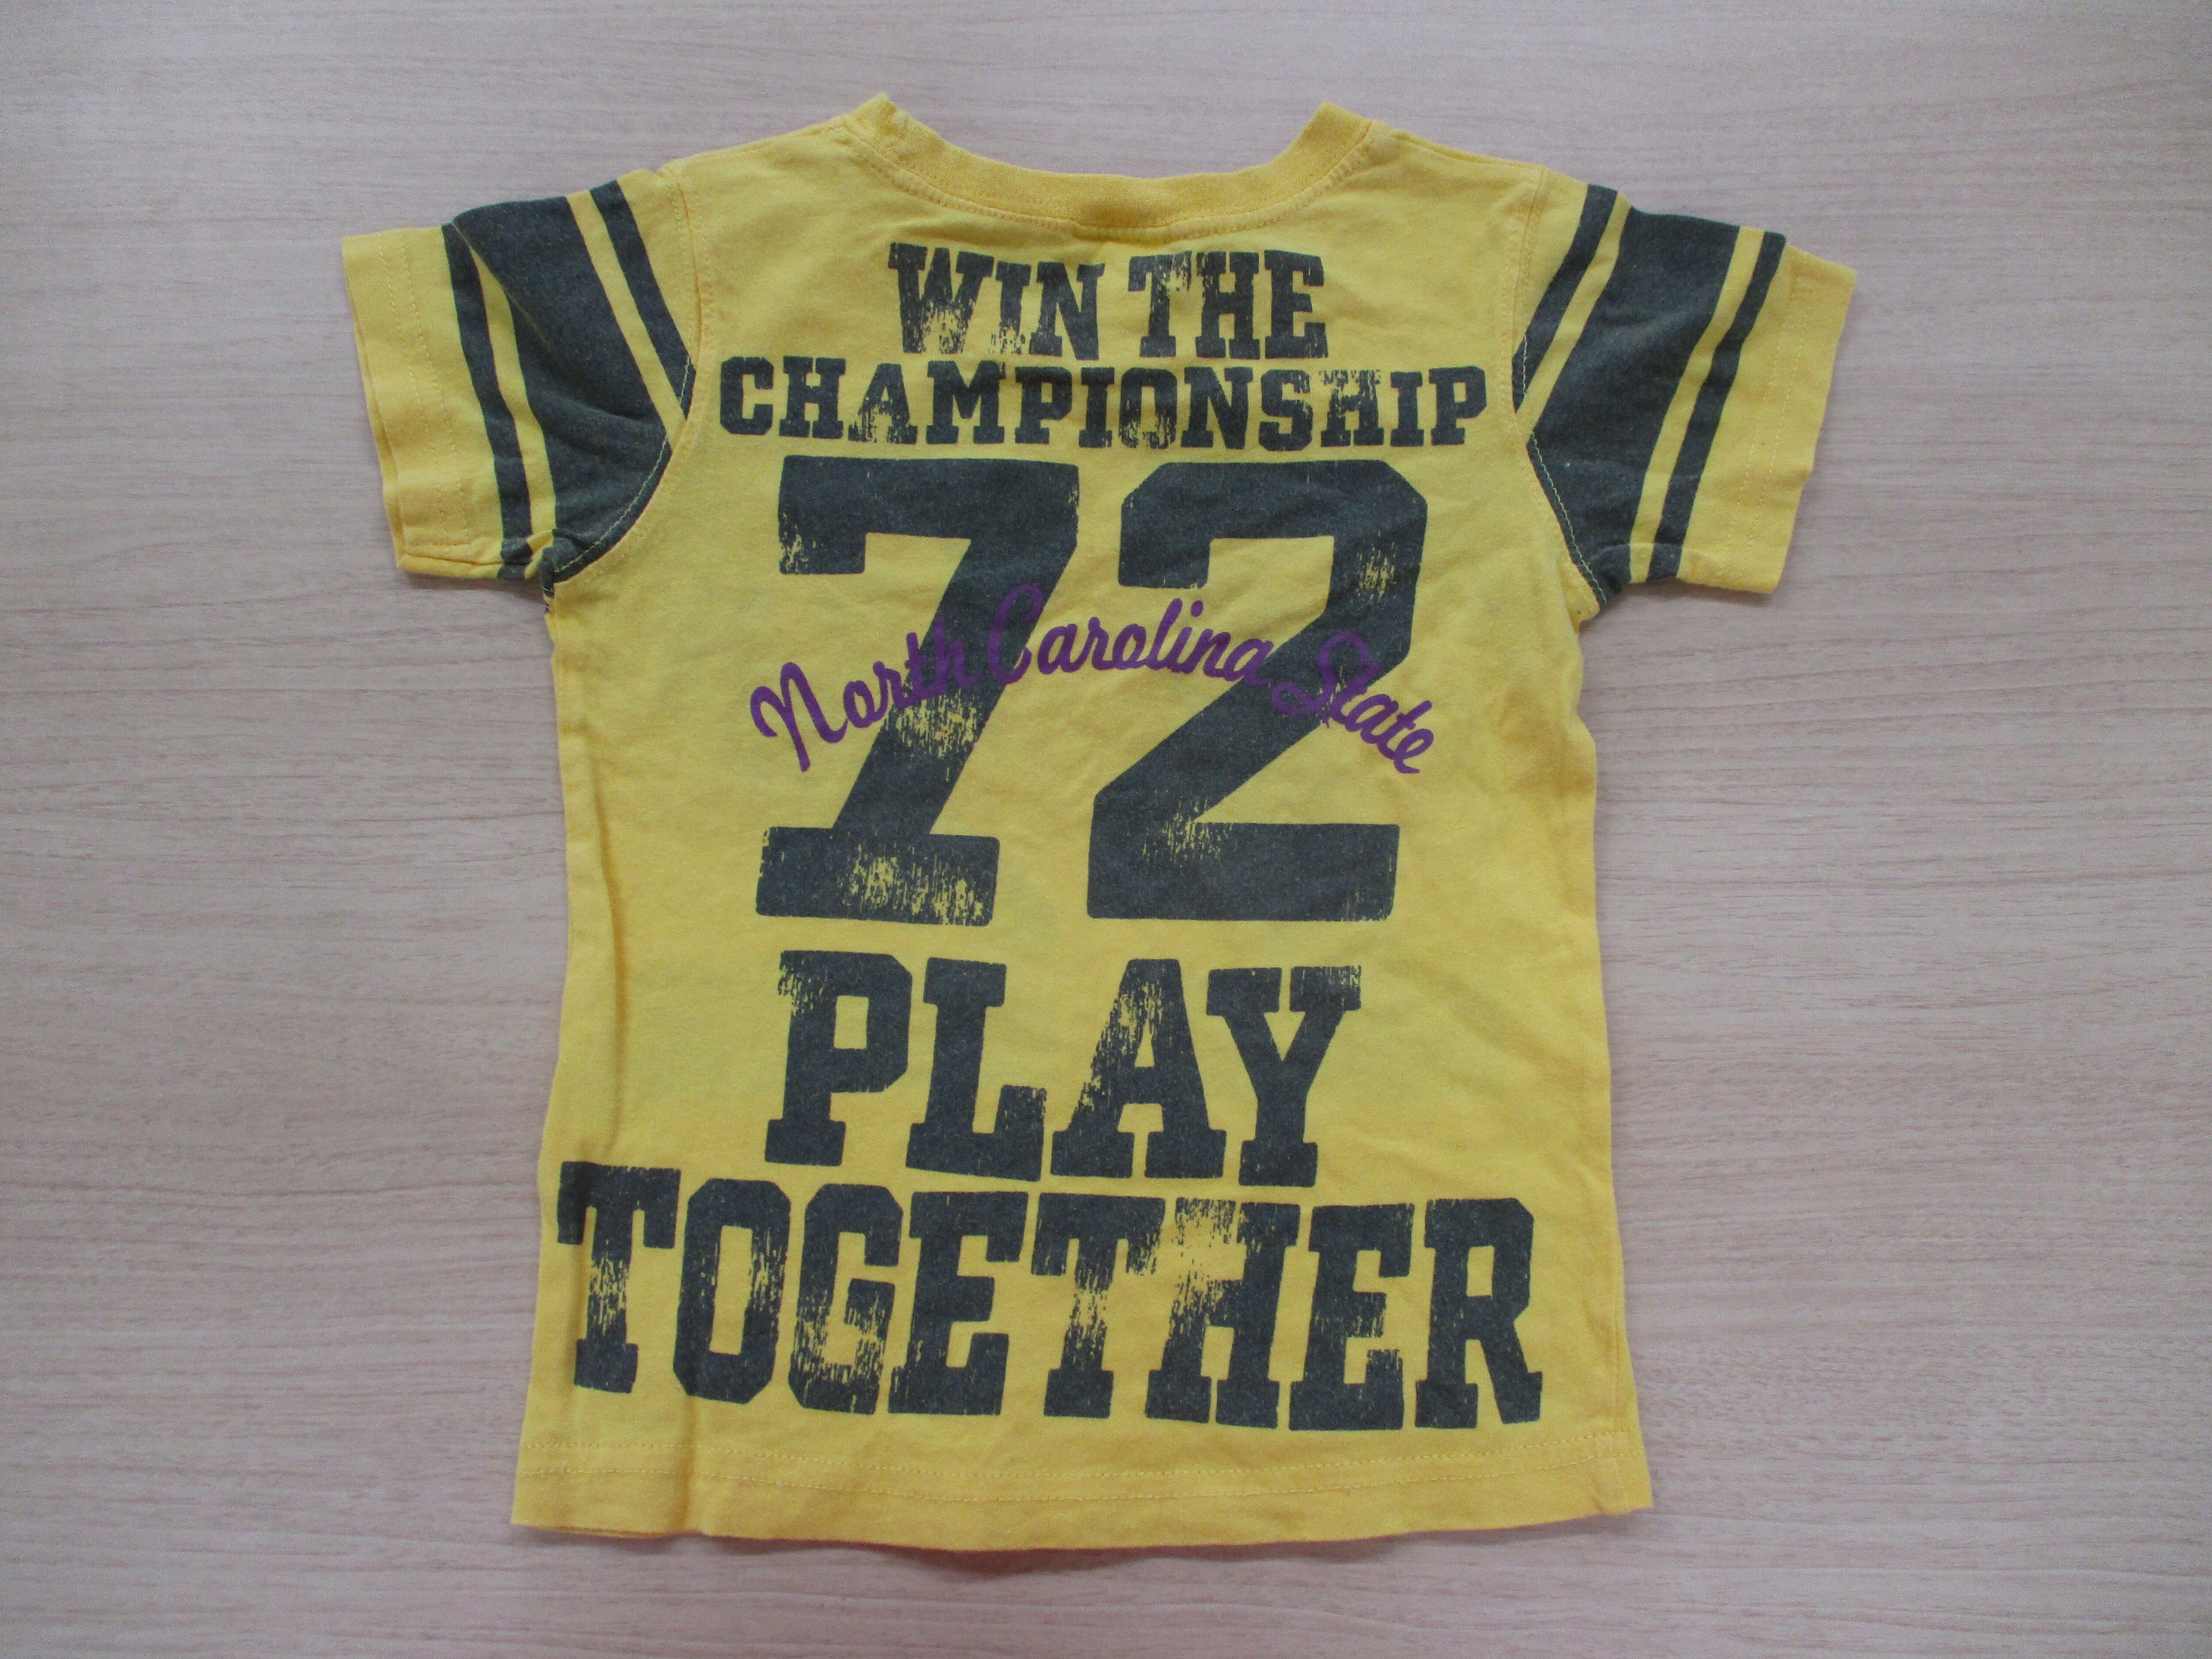 WIN THE
CHAMPIONSHIP
72
North Carolina State
PLAY
TOGETHER